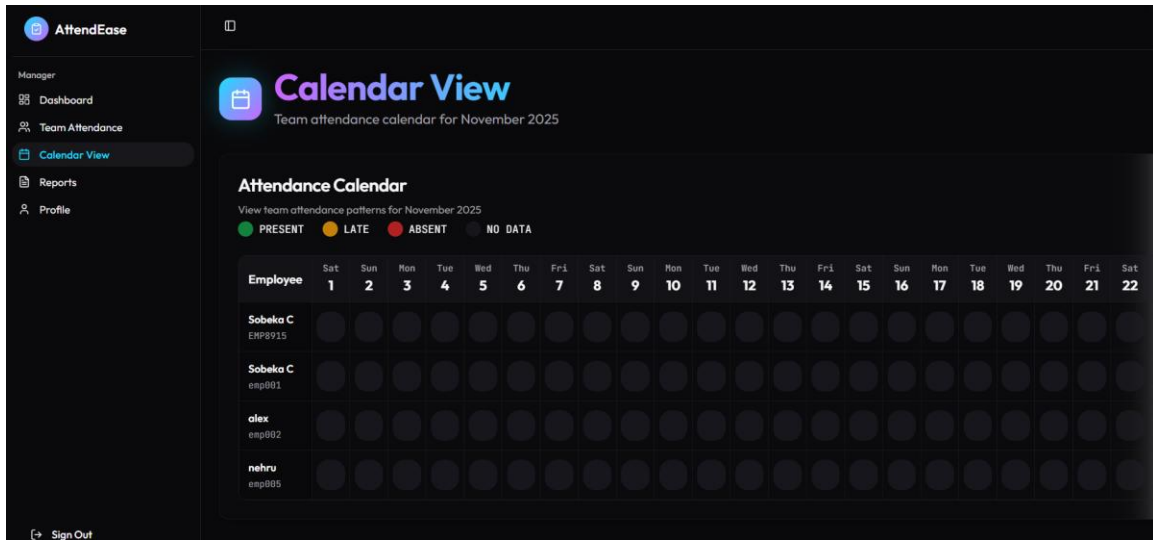 AttendEase
Manager
Dashboard
Team Attendance
Calendar View
Reports
Profile
Sign Out
Calendar View
Team attendance calendar for November 2025
Attendance Calendar
View team attendance patterns for November 2025
PRESENT LATE ABSENT NO DATA
Sat Sun Mon Tue Wed Thu Fri Sat Sun Mon Tue Wed Thu Fri Sat Sun Mon Tue Wed Thu Fri Sat
Employee 1 2 3 4 5 6 7 8 9 10 11 12 13 14 15 16 17 18 19 20 21 22
Sobeka C
EMP8915
Sobeka C
emp001
alex
emp002
nehru
emp005